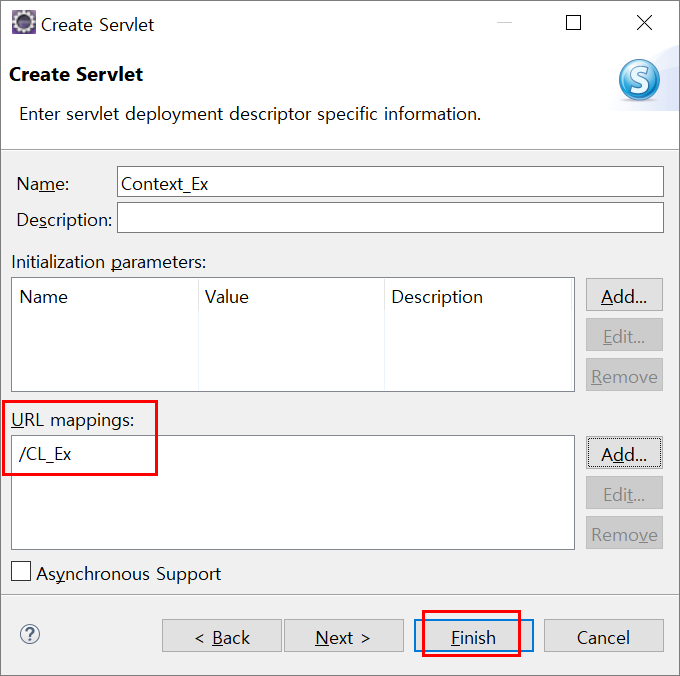 Create Servlet
Create Servlet
Enter servlet deployment descriptor specific information.
Name: Context_Ex
Description:
Initialization parameters:
Name Value Description Add...
Edit...
Remove
URL mappings:
/CL_Ex Add...
Edit...
Remove
Asynchronous Support
? < Back Next > Finish Cancel